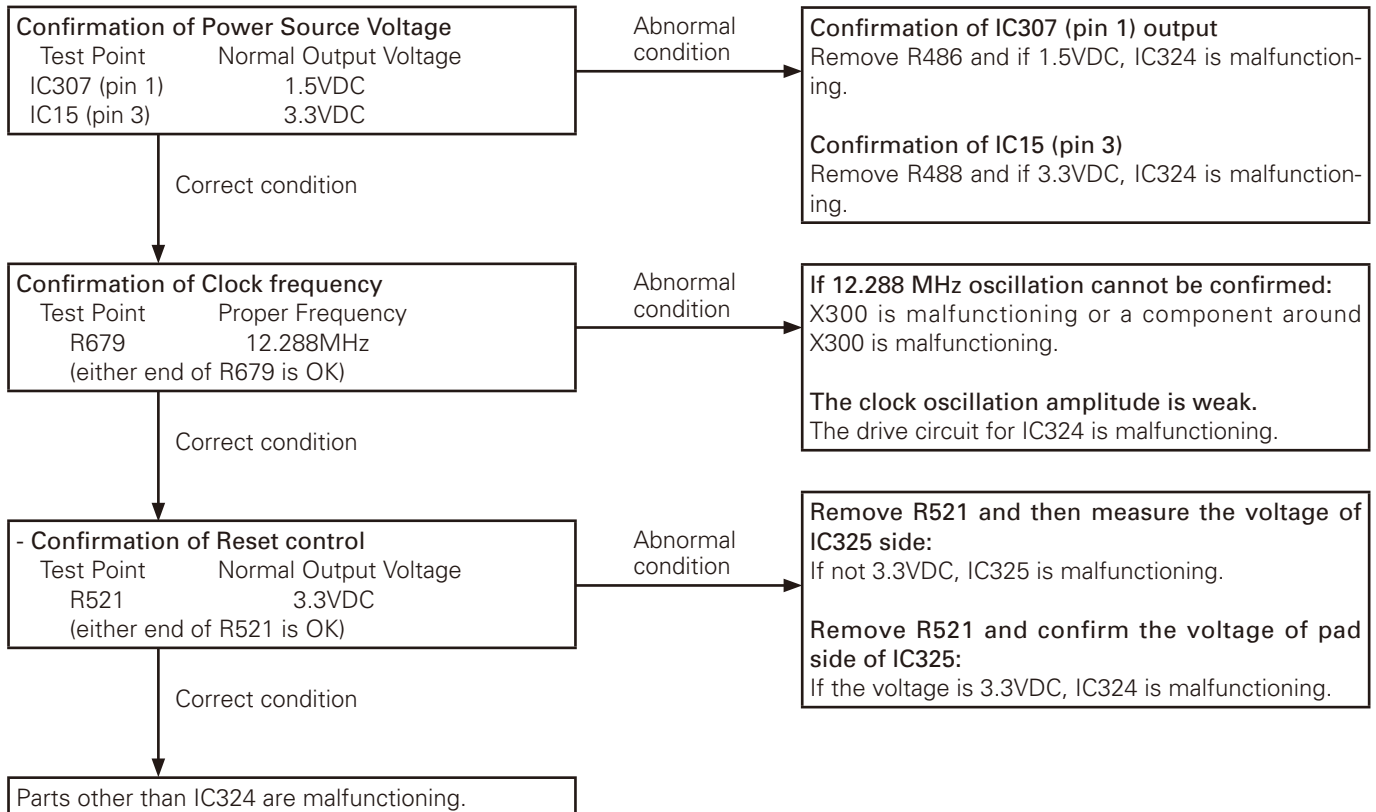 Confirmation of Power Source Voltage
Test Point Normal Output Voltage
IC307 (pin 1) 1.5VDC
IC15 (pin 3) 3.3VDC
Abnormal
condition
Confirmation of IC307 (pin 1) output
Remove R486 and if 1.5VDC, IC324 is malfunction-
ing.
Confirmation of IC15 (pin 3)
Remove R488 and if 3.3VDC, IC324 is malfunction-
ing.
Correct condition
Confirmation of Clock frequency
Test Point Proper Frequency
R679 12.288MHz
(either end of R679 is OK)
Abnormal
condition
If 12.288 MHz oscillation cannot be confirmed:
X300 is malfunctioning or a component around
X300 is malfunctioning.
The clock oscillation amplitude is weak.
The drive circuit for IC324 is malfunctioning.
Correct condition
- Confirmation of Reset control
Test Point Normal Output Voltage
R521 3.3VDC
(either end of R521 is OK)
Abnormal
condition
Remove R521 and then measure the voltage of
IC325 side:
If not 3.3VDC, IC325 is malfunctioning.
Remove R521 and confirm the voltage of pad
side of IC325:
If the voltage is 3.3VDC, IC324 is malfunctioning.
Correct condition
Parts other than IC324 are malfunctioning.